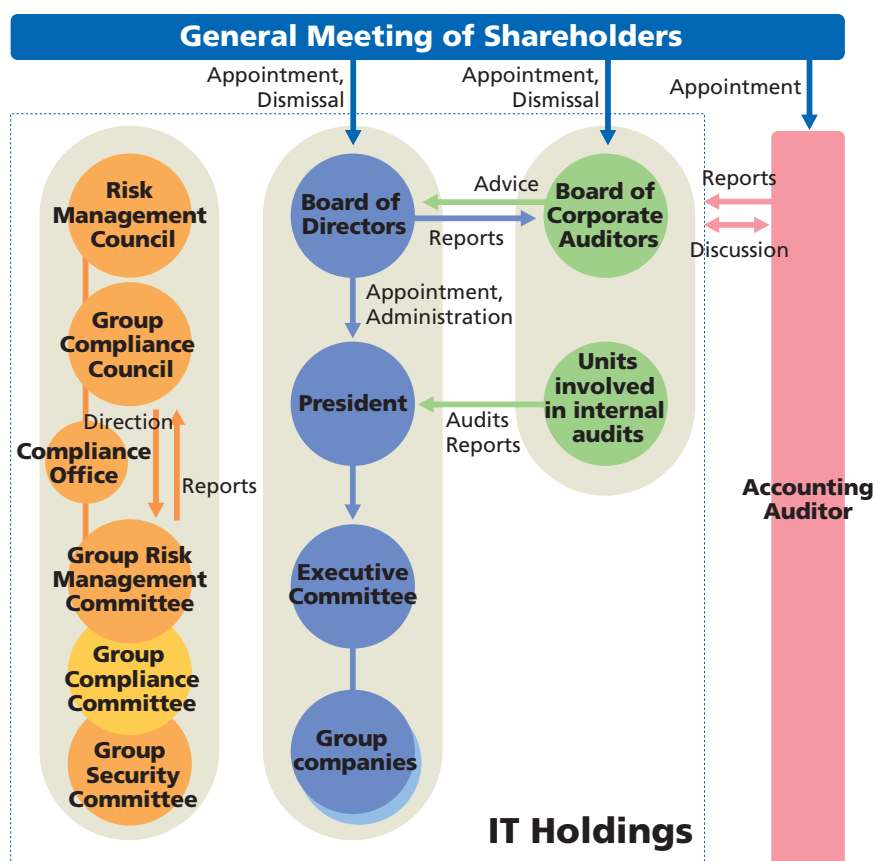 General Meeting of Shareholders
Appointment,
Dismissal
Appointment,
Dismissal
Appointment
Risk
Management
Council
Group
Compliance
Council
Direction
Compliance
Office
Reports
Group Risk
Management
Committee
Group
Compliance
Committee
Group
Security
Committee
Board of
Directors
Advice
Reports
Board of
Corporate
Auditors
Reports
Discussion
Appointment,
Administration
President
Audits
Reports
Units
involved
in internal
audits
Executive
Committee
Group
companies
Accounting
Auditor
IT Holdings